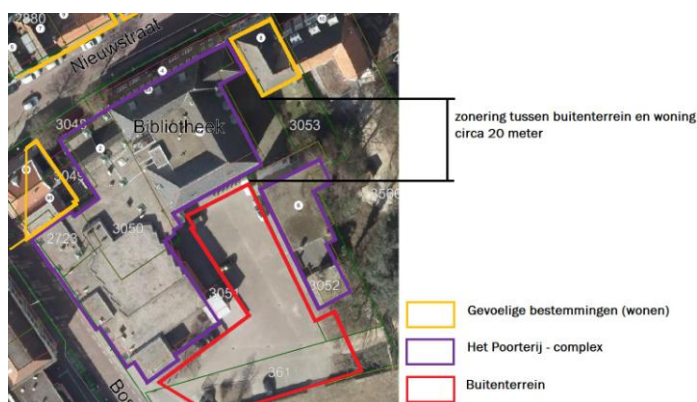 2880
Nieuwstraat
3048
Bibliotheek
3049
3053
2723
3050
3051
3052
361
zonering tussen buitenterrein en woning
circa 20 meter
Gevoelige bestemmingen (wonen)
Het Poorterij - complex
Buitenterrein